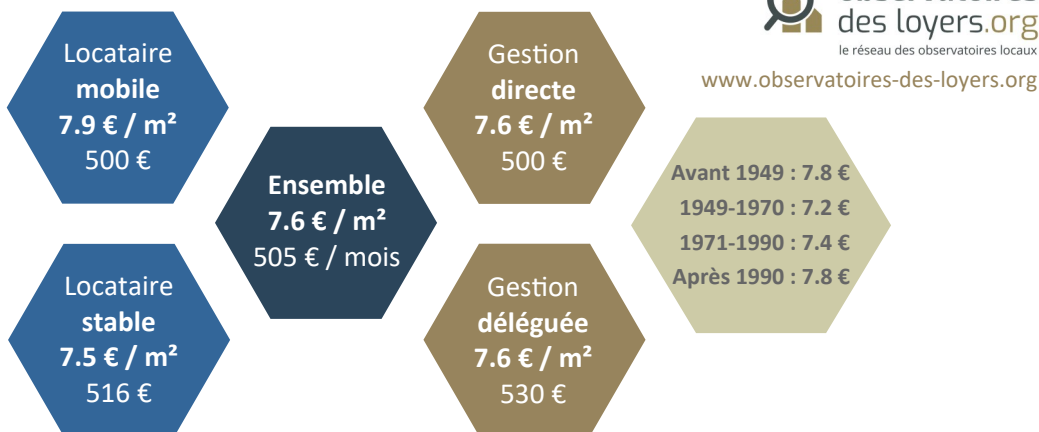 Locataire
mobile
7.9 € / m²
500 €
Locataire
stable
7.5 € / m²
516 €
Ensemble
7.6 € / m²
505 € / mois
Gestion
directe
7.6 € / m²
500 €
Gestion
déléguée
7.6 € / m²
530 €
des loyers.org
le réseau des observatoires locaux
www.observatoires-des-loyers.org
Avant 1949 : 7.8 €
1949-1970 : 7.2 €
1971-1990 : 7.4 €
Après 1990 : 7.8 €